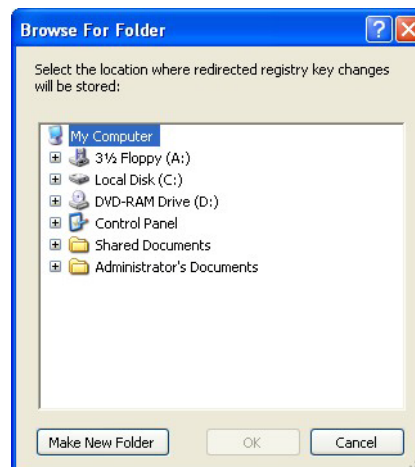 Browse For Folder
Select the location where redirected registry key changes
will be stored:
My Computer
3½ Floppy (A:)
Local Disk (C:)
DVD-RAM Drive (D:)
Control Panel
Shared Documents
Administrator's Documents
Make New Folder OK Cancel